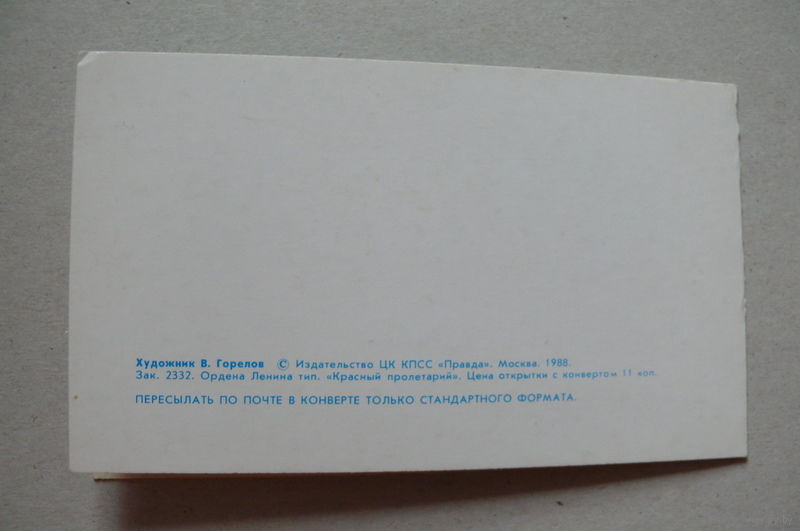 Художник В. Горелов © Издательство ЦК КПСС «Правда». Москва. 1988.
Зак. 2332. Ордена Ленина тип. «Красный пролетарий». Цена открытки с конвертом 11 коп.
ПЕРЕСЫЛАТЬ ПО ПОЧТЕ В КОНВЕРТЕ ТОЛЬКО СТАНДАРТНОГО ФОРМАТА.